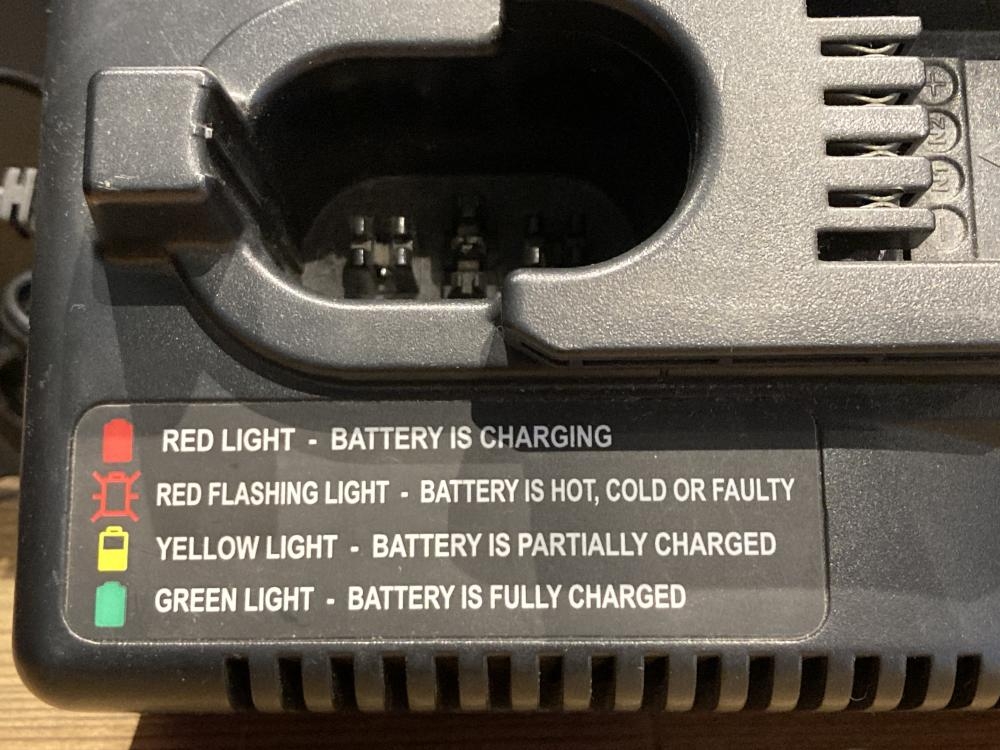 RED LIGHT - BATTERY IS CHARGING
RED FLASHING LIGHT - BATTERY IS HOT, COLD OR FAULTY
YELLOW LIGHT - BATTERY IS PARTIALLY CHARGED
GREEN LIGHT - BATTERY IS FULLY CHARGED